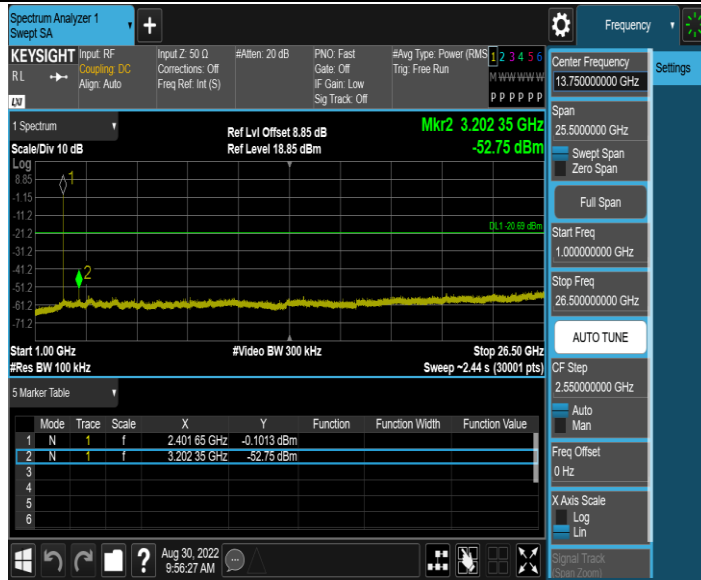 Spectrum Analyzer 1
Swept SA
+
Frequency
KEYSIGHT
RL
LXI
Input: RF
Coupling: DC
Align: Auto
Input Z: 50 Ω
Corrections: Off
Freq Ref: Int (S)
#Atten: 20 dB
PNO: Fast
Gate: Off
IF Gain: Low
Sig Track: Off
#Avg Type: Power (RMS
Trig: Free Run
1 2 3 4 5 6
M W W W W W
P P P P P P
1 Spectrum
Scale/Div 10 dB
Ref Lvl Offset 8.85 dB
Ref Level 18.85 dBm
Mkr2 3.202 35 GHz
-52.75 dBm
Log
8.85
-1.15
-11.2
-21.2
-31.2
-41.2
-51.2
-61.2
-71.2
1
2
DL1 -20.69 dBm
Start 1.00 GHz
#Res BW 100 kHz
#Video BW 300 kHz
Stop 26.50 GHz
Sweep ~2.44 s (30001 pts)
5 Marker Table
Mode Trace Scale X Y Function Function Width Function Value
1 N 1 f 2.401 65 GHz -0.1013 dBm
2 N 1 f 3.202 35 GHz -52.75 dBm
3
4
5
6
?
Aug 30, 2022
9:56:27 AM
Center Frequency
13.750000000 GHz
Settings
Span
25.5000000 GHz
Swept Span
Zero Span
Full Span
Start Freq
1.000000000 GHz
Stop Freq
26.500000000 GHz
AUTO TUNE
CF Step
2.550000000 GHz
Auto
Man
Freq Offset
0 Hz
X Axis Scale
Log
Lin
Signal Track
(Span Zoom)